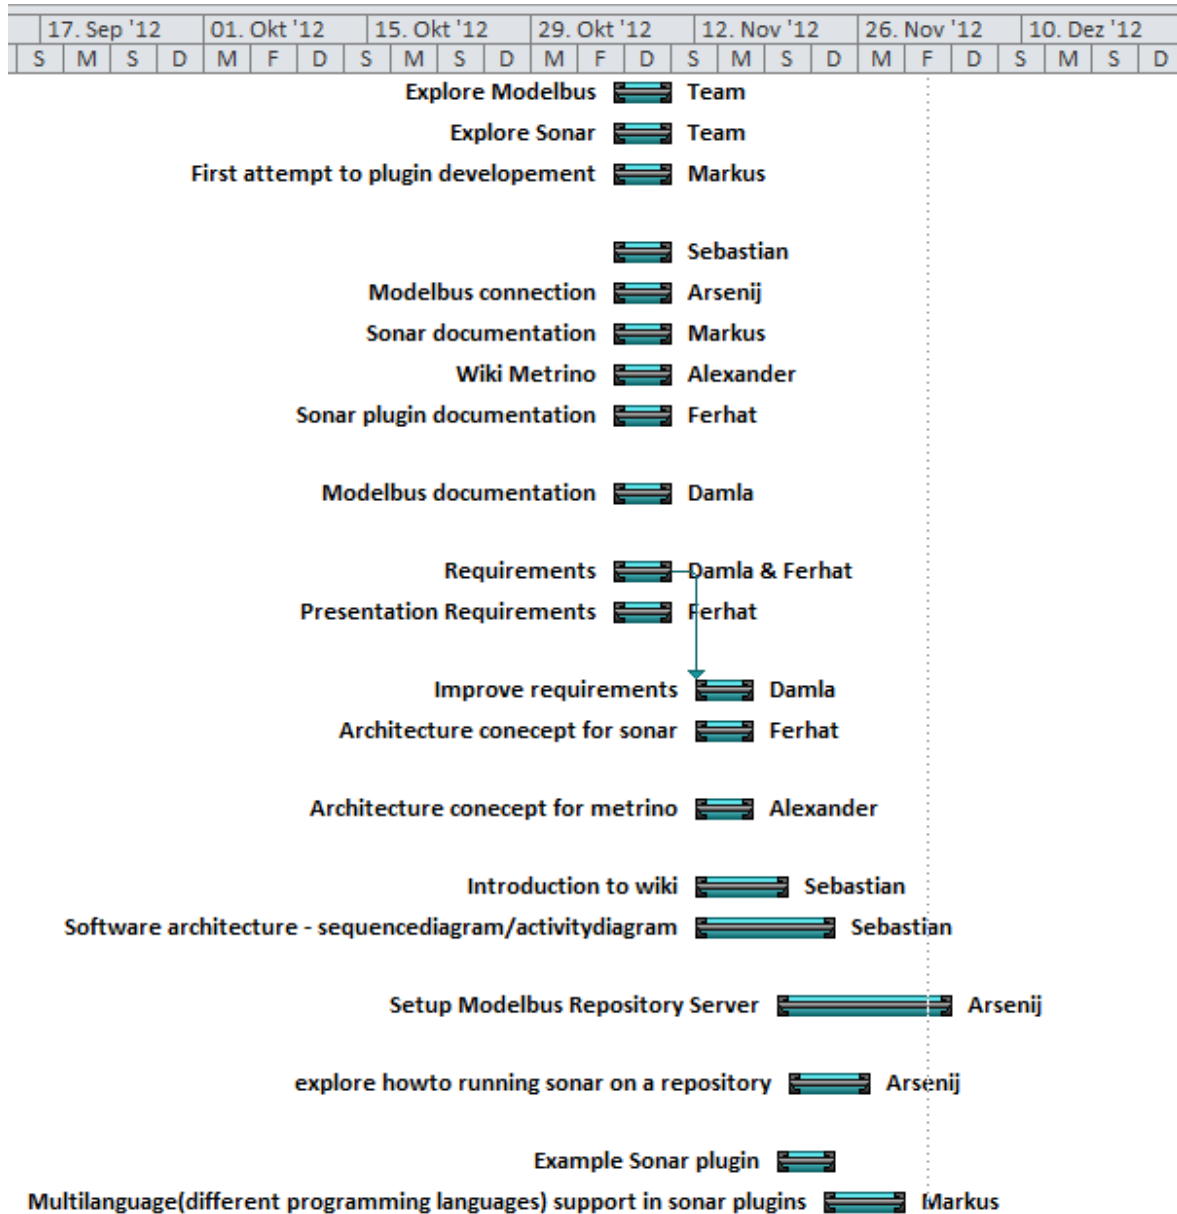 17. Sep '12 01. Okt '12 15. Okt '12 29. Okt '12 12. Nov '12 26. Nov '12 10. Dez '12
S M S D M F D S M S D M F D S M S D M F D S M S D
Explore Modelbus Team
Explore Sonar Team
First attempt to plugin developement Markus
Sebastian
Modelbus connection Arsenij
Sonar documentation Markus
Wiki Metrino Alexander
Sonar plugin documentation Ferhat
Modelbus documentation Damla
Requirements Damla & Ferhat
Presentation Requirements Ferhat
Improve requirements Damla
Architecture conecept for sonar Ferhat
Architecture conecept for metrino Alexander
Introduction to wiki Sebastian
Software architecture - sequencediagram/activitydiagram Sebastian
Setup Modelbus Repository Server Arsenij
explore howto running sonar on a repository Arsenij
Example Sonar plugin
Multilanguage(different programming languages) support in sonar plugins Markus